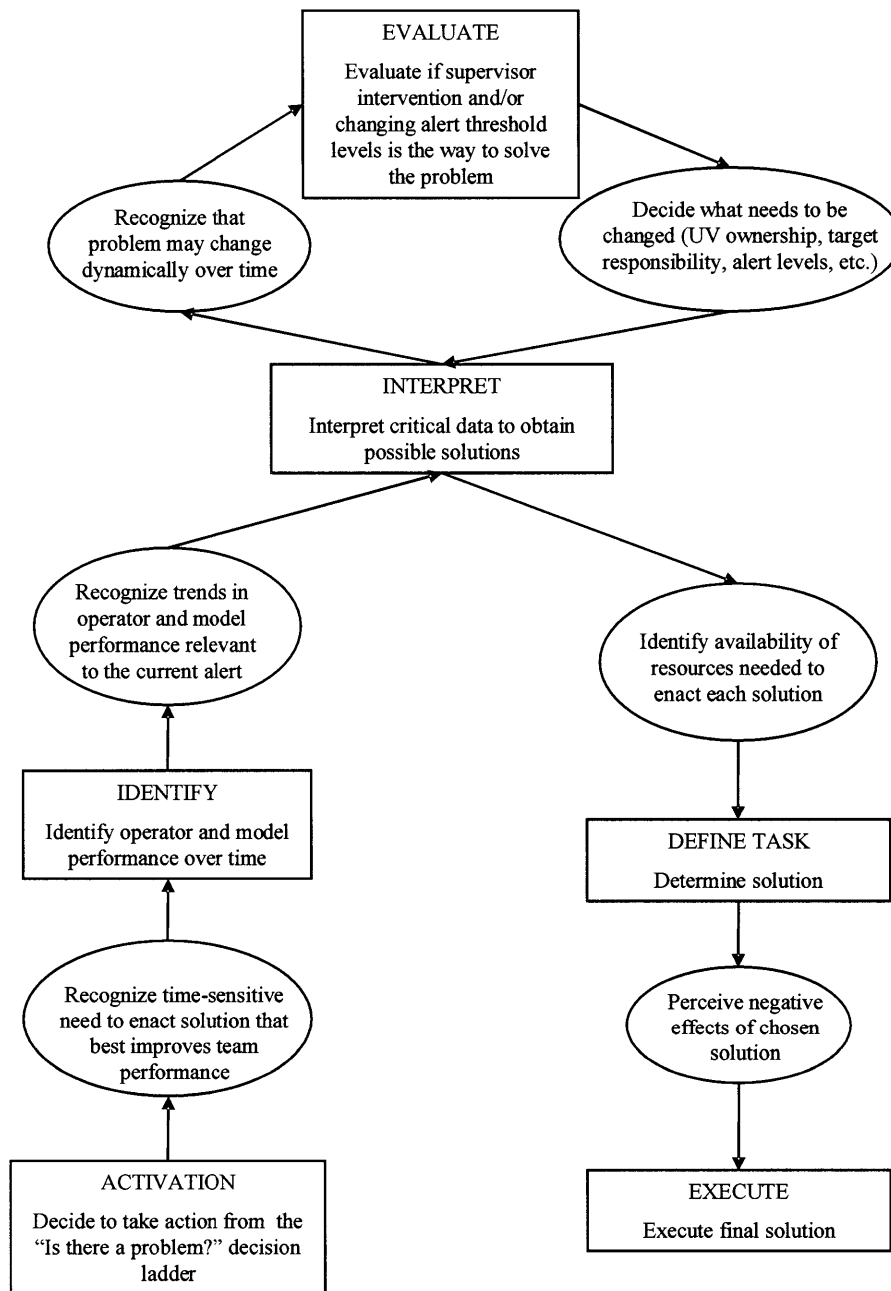 EVALUATE
Evaluate if supervisor
intervention and/or
changing alert threshold
levels is the way to solve
the problem
Recognize that
problem may change
dynamically over time
Decide what needs to be
changed (UV ownership, target
responsibility, alert levels, etc.)
INTERPRET
Interpret critical data to obtain
possible solutions
Recognize trends in
operator and model
performance relevant
to the current alert
Identify availability of
resources needed to
enact each solution
IDENTIFY
Identify operator and model
performance over time
DEFINE TASK
Determine solution
Recognize time-sensitive
need to enact solution that
best improves team
performance
Perceive negative
effects of chosen
solution
ACTIVATION
Decide to take action from the
“Is there a problem?” decision
ladder
EXECUTE
Execute final solution